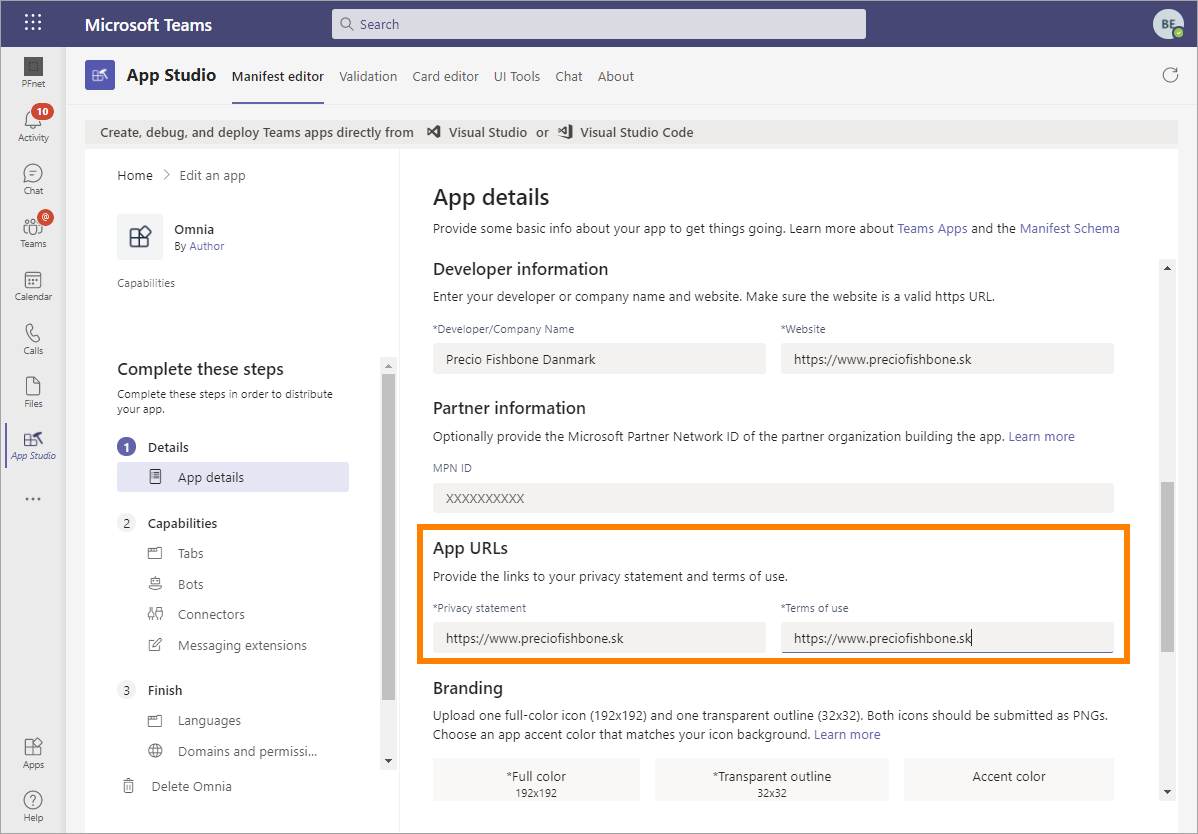 Microsoft Teams
Search
BE
PFnet
10
Activity
Chat
@
Teams
Calendar
Calls
Files
App Studio
Apps
Help
App Studio
Manifest editor
Validation
Card editor
UI Tools
Chat
About
Create, debug, and deploy Teams apps directly from Visual Studio or Visual Studio Code
Home > Edit an app
Omnia
By Author
Capabilities
Complete these steps
Complete these steps in order to distribute
your app.
1 Details
App details
2 Capabilities
Tabs
Bots
Connectors
Messaging extensions
3 Finish
Languages
Domains and permissi...
Delete Omnia
App details
Provide some basic info about your app to get things going. Learn more about Teams Apps and the Manifest Schema
Developer information
Enter your developer or company name and website. Make sure the website is a valid https URL.
*Developer/Company Name
*Website
Precio Fishbone Danmark
https://www.preciofishbone.sk
Partner information
Optionally provide the Microsoft Partner Network ID of the partner organization building the app. Learn more
MPN ID
XXXXXXXXXX
App URLs
Provide the links to your privacy statement and terms of use.
*Privacy statement
*Terms of use
https://www.preciofishbone.sk
https://www.preciofishbone.sk
Branding
Upload one full-color icon (192x192) and one transparent outline (32x32). Both icons should be submitted as PNGs.
Choose an app accent color that matches your icon background. Learn more
*Full color
192x192
*Transparent outline
32x32
Accent color